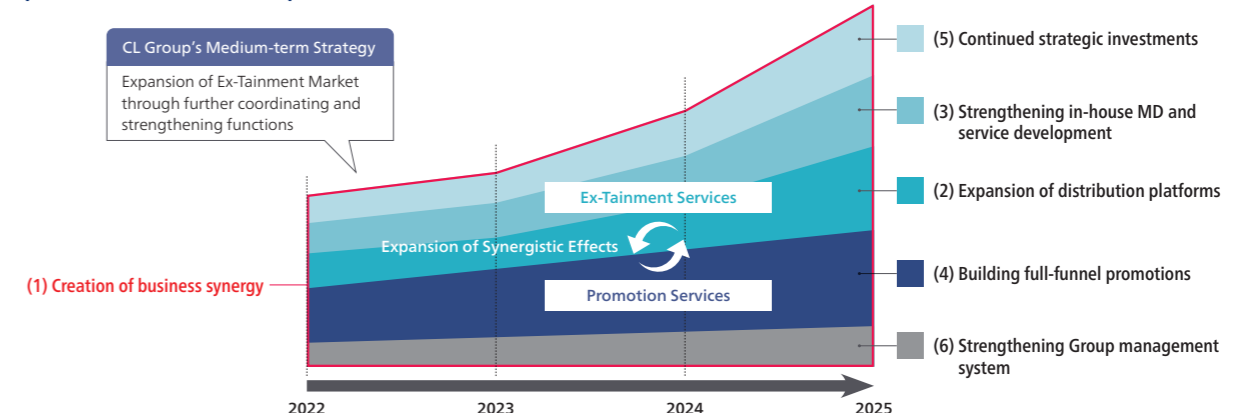 CL Group's Medium-term Strategy
Expansion of Ex-Tainment Market
through further coordinating and
strengthening functions
(5) Continued strategic investments
(3) Strengthening in-house MD and
service development
Ex-Tainment Services
(2) Expansion of distribution platforms
Expansion of Synergistic Effects
(1) Creation of business synergy
Promotion Services
(4) Building full-funnel promotions
(6) Strengthening Group management
system
2022
2023
2024
2025